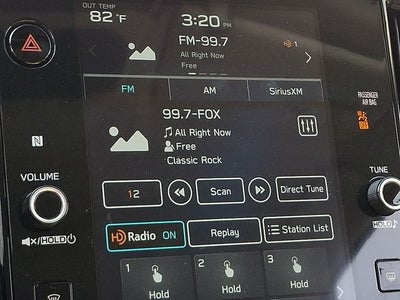 OUT TEMP
82 °F
3:20 PM
FM-99.7
HD 1
All Right Now
Free
FM
AM
SiriusXM
99.7-FOX
All Right Now
Free
Classic Rock
PASSENGER
AIR BAG
VOLUME
TUNE
12
Scan
Direct Tune
HD Radio ON
Replay
Station List
HOLD
HOLD
1
2
3
Hold
Hold
Hold